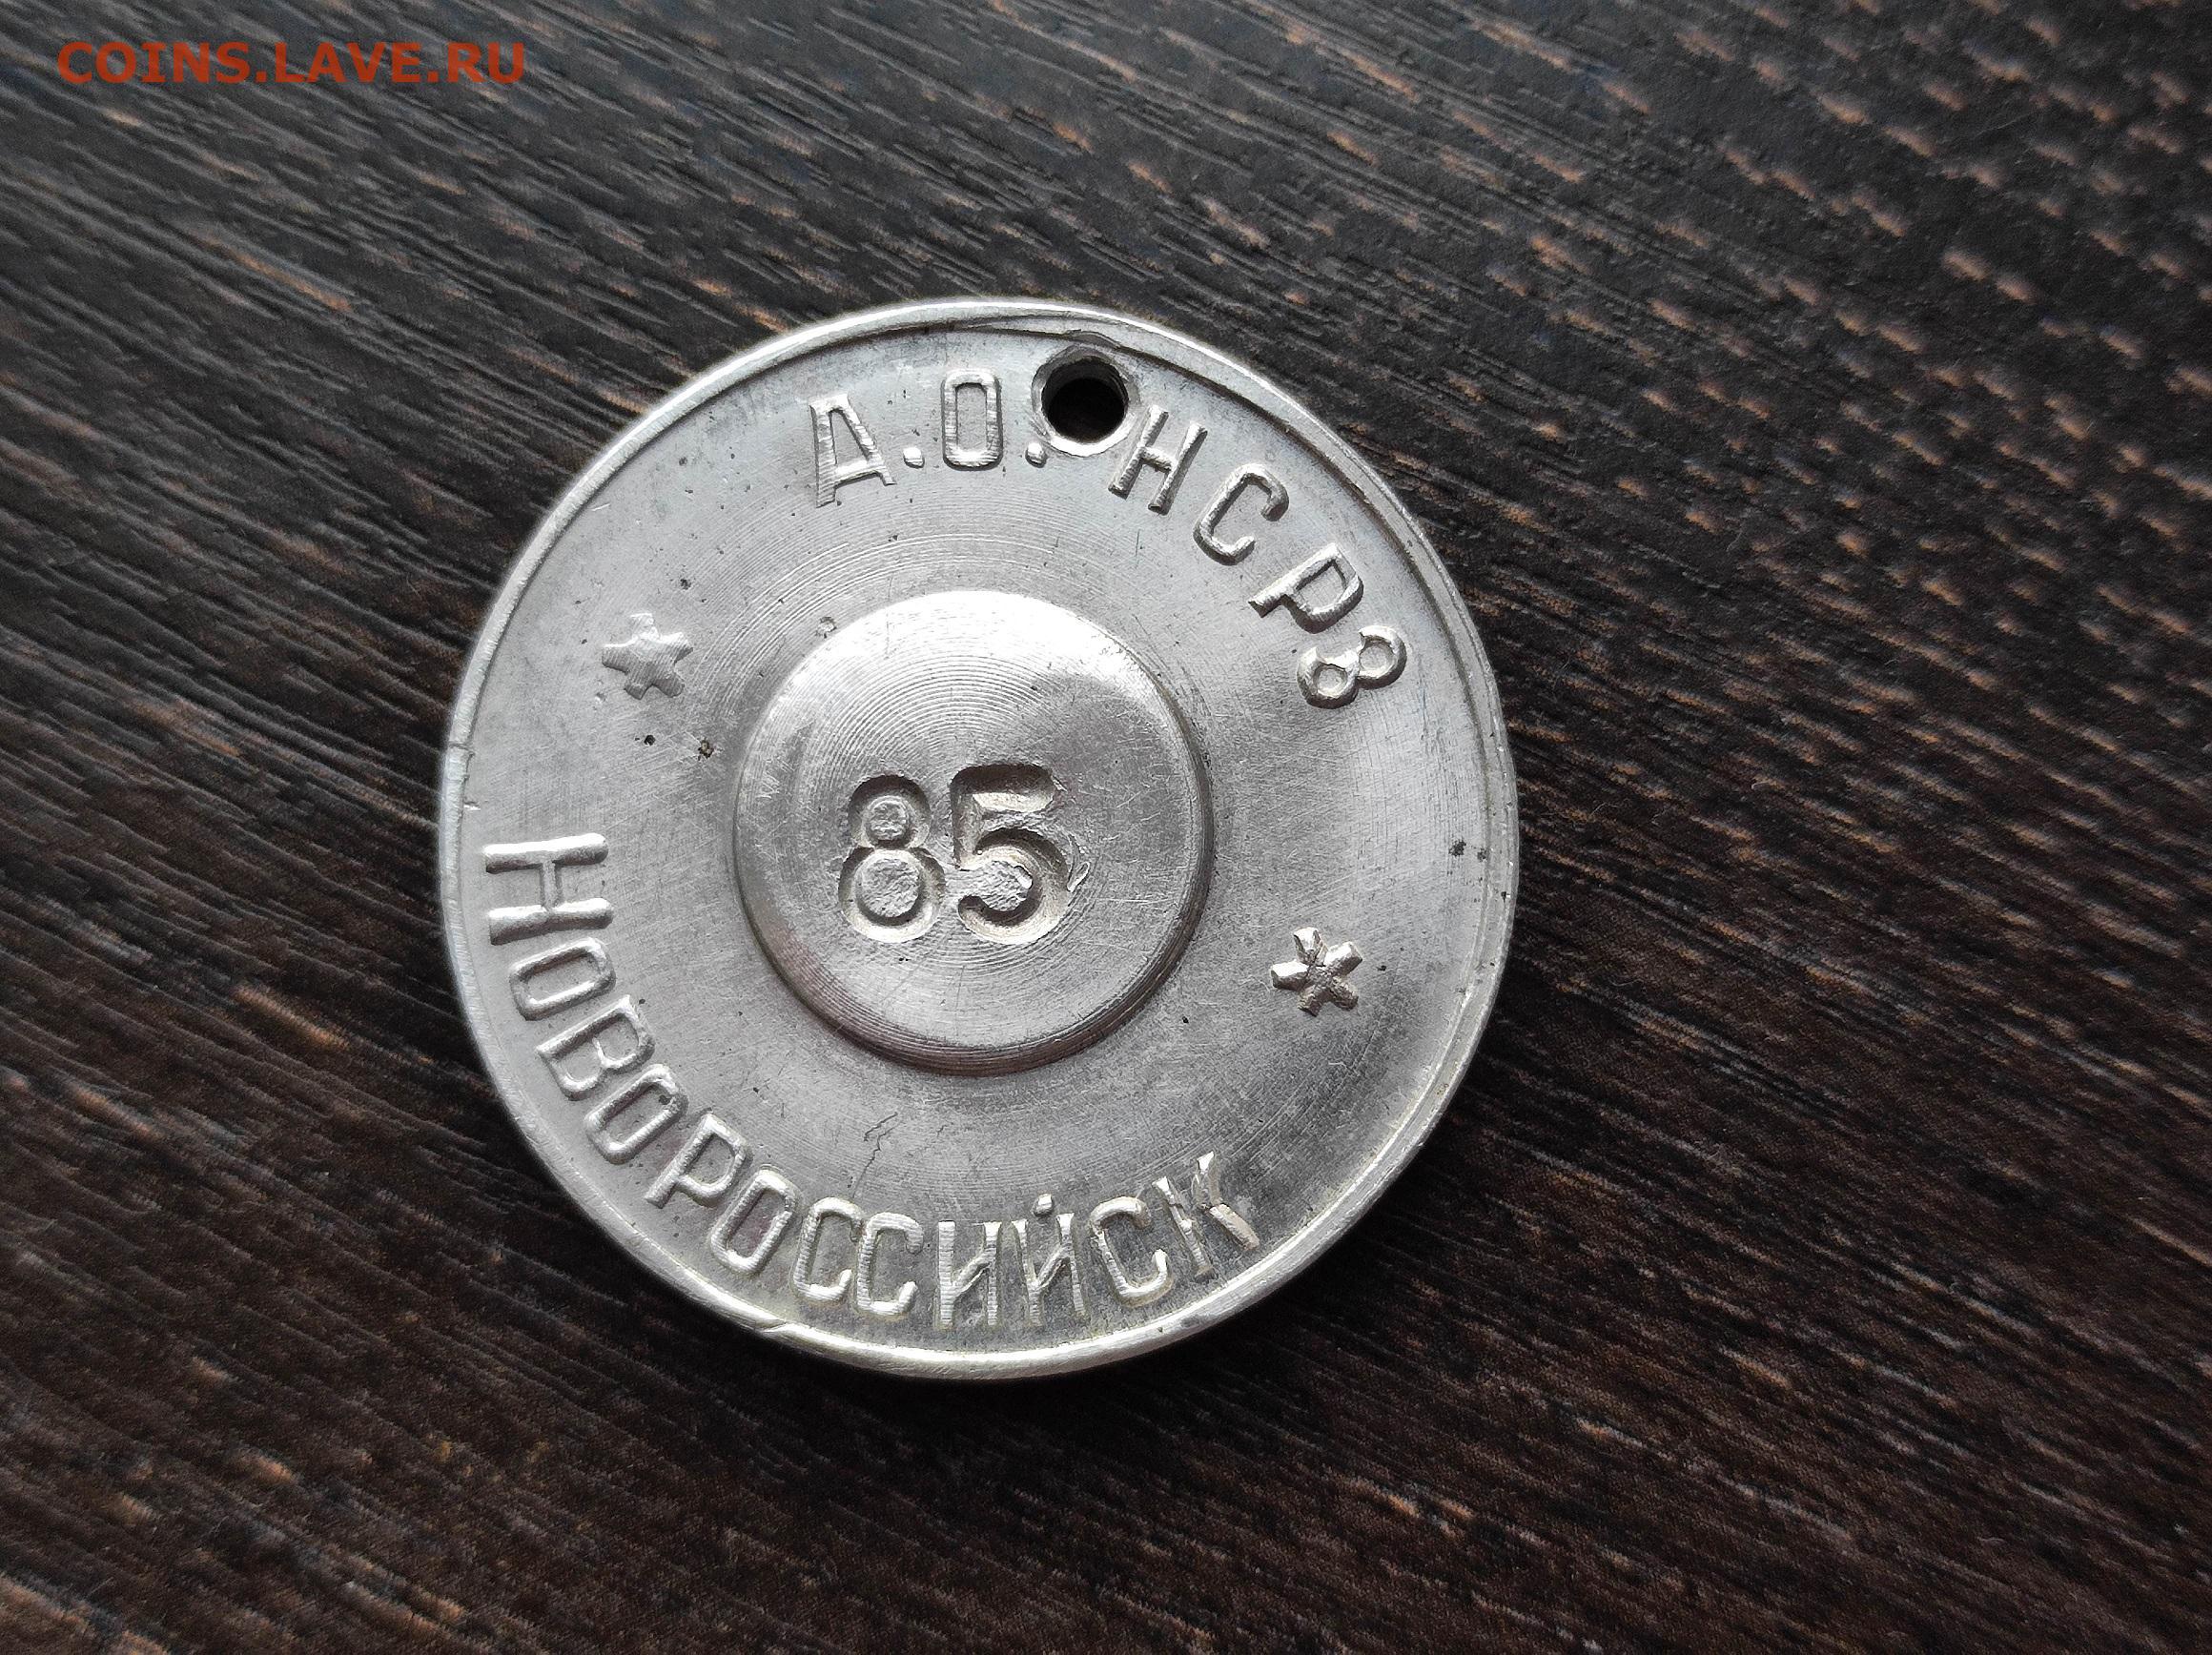 COINS.LAVE.RU
Д.О. НСРЗ
85
НОВОРОССИЙСК